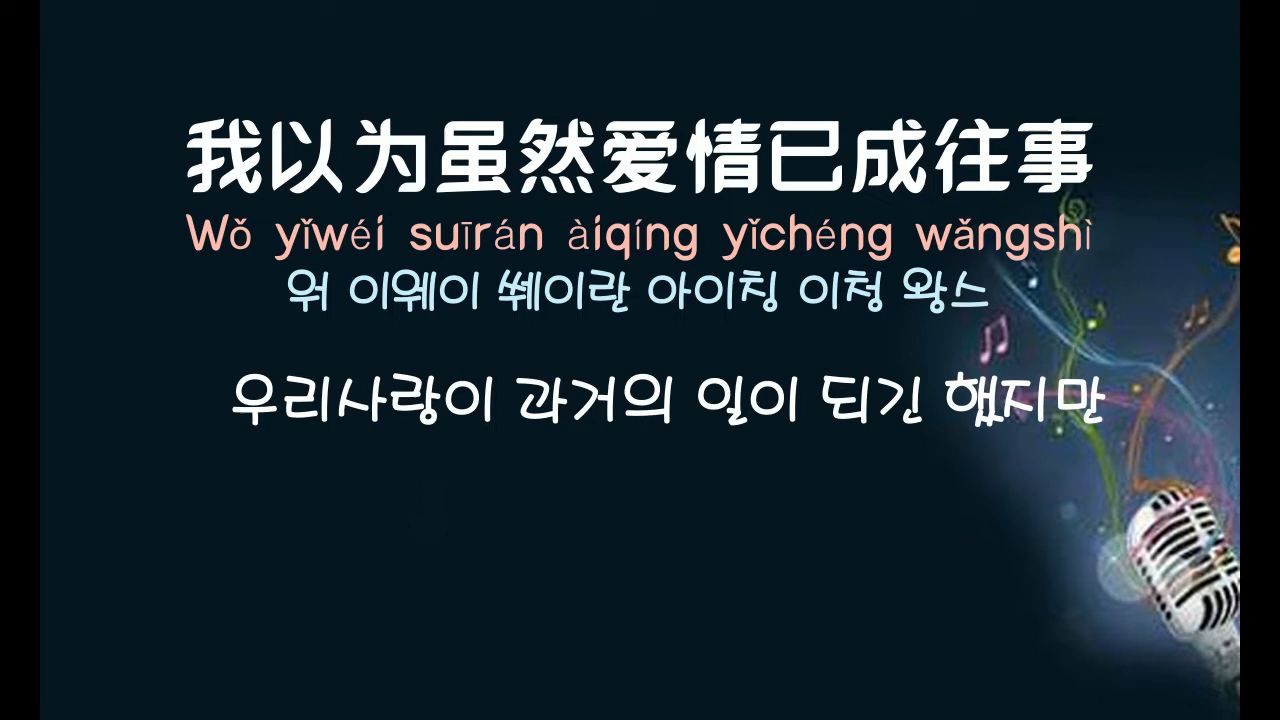 我以为虽然爱情已成往事
Wǒ yǐwéi suīrán àiqíng yǐchéng wǎngshì
워 이웨이 쒜이란 아이칭 이청 왕스
우리사랑이 과거의 일이 되긴 했지만